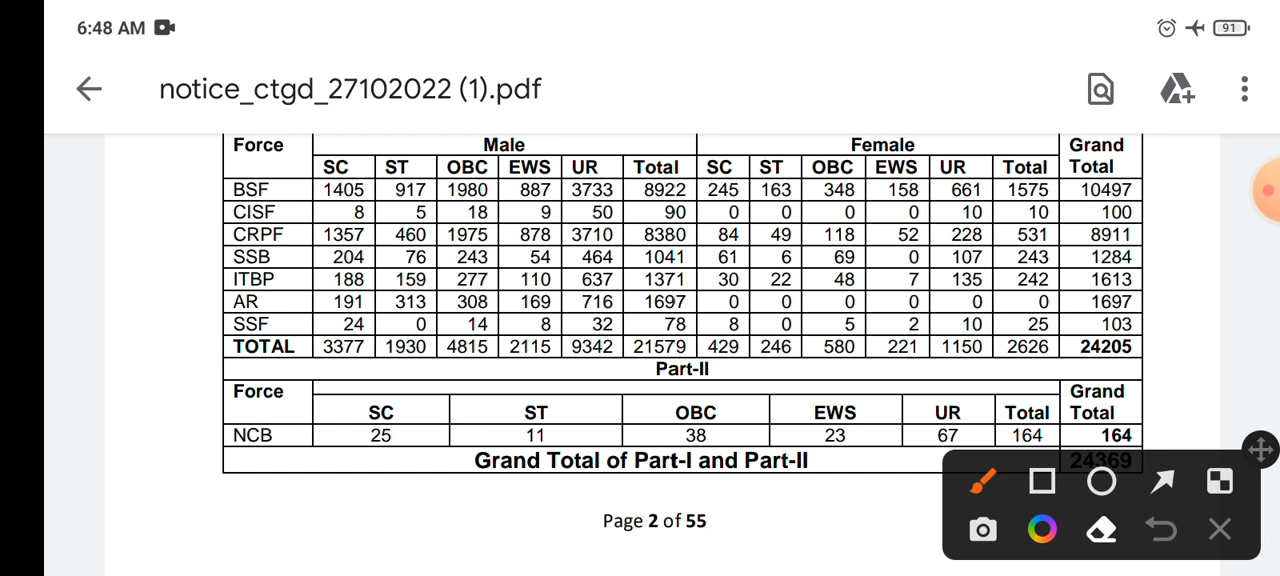 6:48 AM 91
notice_ctgd_27102022 (1).pdf
Force Male Female Grand Total
SC ST OBC EWS UR Total SC ST OBC EWS UR Total
BSF 1405 917 1980 887 3733 8922 245 163 348 158 661 1575 10497
CISF 8 5 18 9 50 90 0 0 0 0 10 10 100
CRPF 1357 460 1975 878 3710 8380 84 49 118 52 228 531 8911
SSB 204 76 243 54 464 1041 61 6 69 0 107 243 1284
ITBP 188 159 277 110 637 1371 30 22 48 7 135 242 1613
AR 191 313 308 169 716 1697 0 0 0 0 0 0 1697
SSF 24 0 14 8 32 78 8 0 5 2 10 25 103
TOTAL 3377 1930 4815 2115 9342 21579 429 246 580 221 1150 2626 24205
Part-II
Force Grand Total
SC ST OBC EWS UR Total
NCB 25 11 38 23 67 164 164
Grand Total of Part-I and Part-II 24369
Page 2 of 55